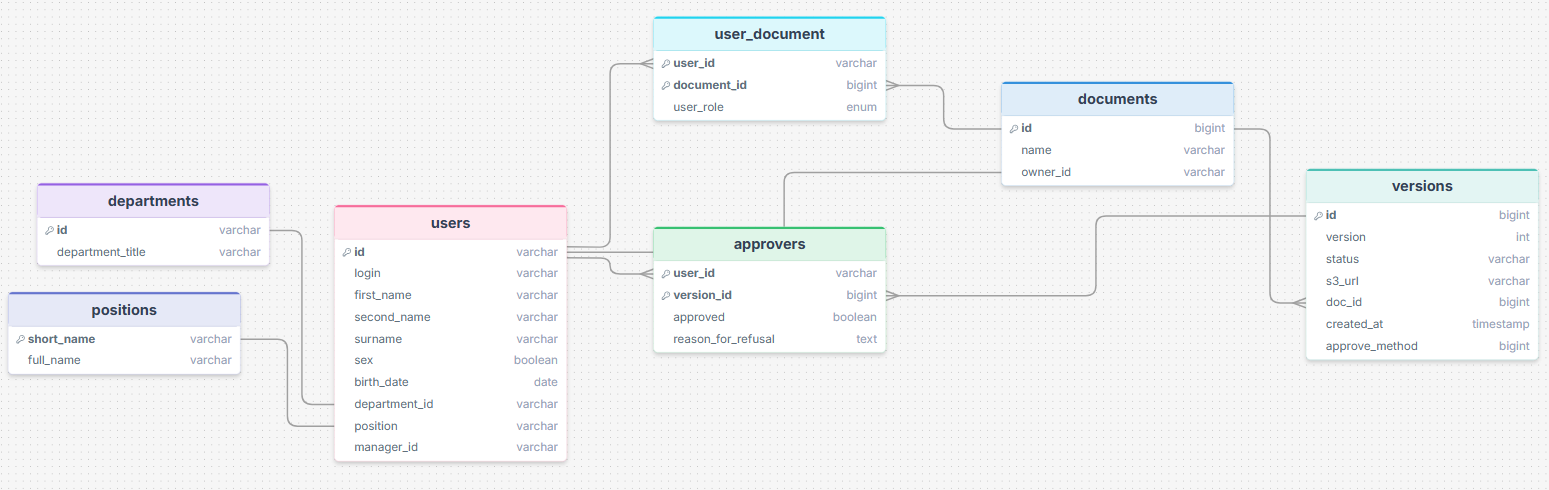 user_document
user_id varchar
document_id bigint
user_role enum
documents
id bigint
name varchar
owner_id varchar
versions
id bigint
version int
status varchar
s3_url varchar
doc_id bigint
created_at timestamp
approve_method bigint
departments
id varchar
department_title varchar
users
id varchar
login varchar
first_name varchar
second_name varchar
surname varchar
sex boolean
birth_date date
department_id varchar
position varchar
manager_id varchar
approvers
user_id varchar
version_id bigint
approved boolean
reason_for_refusal text
positions
short_name varchar
full_name varchar